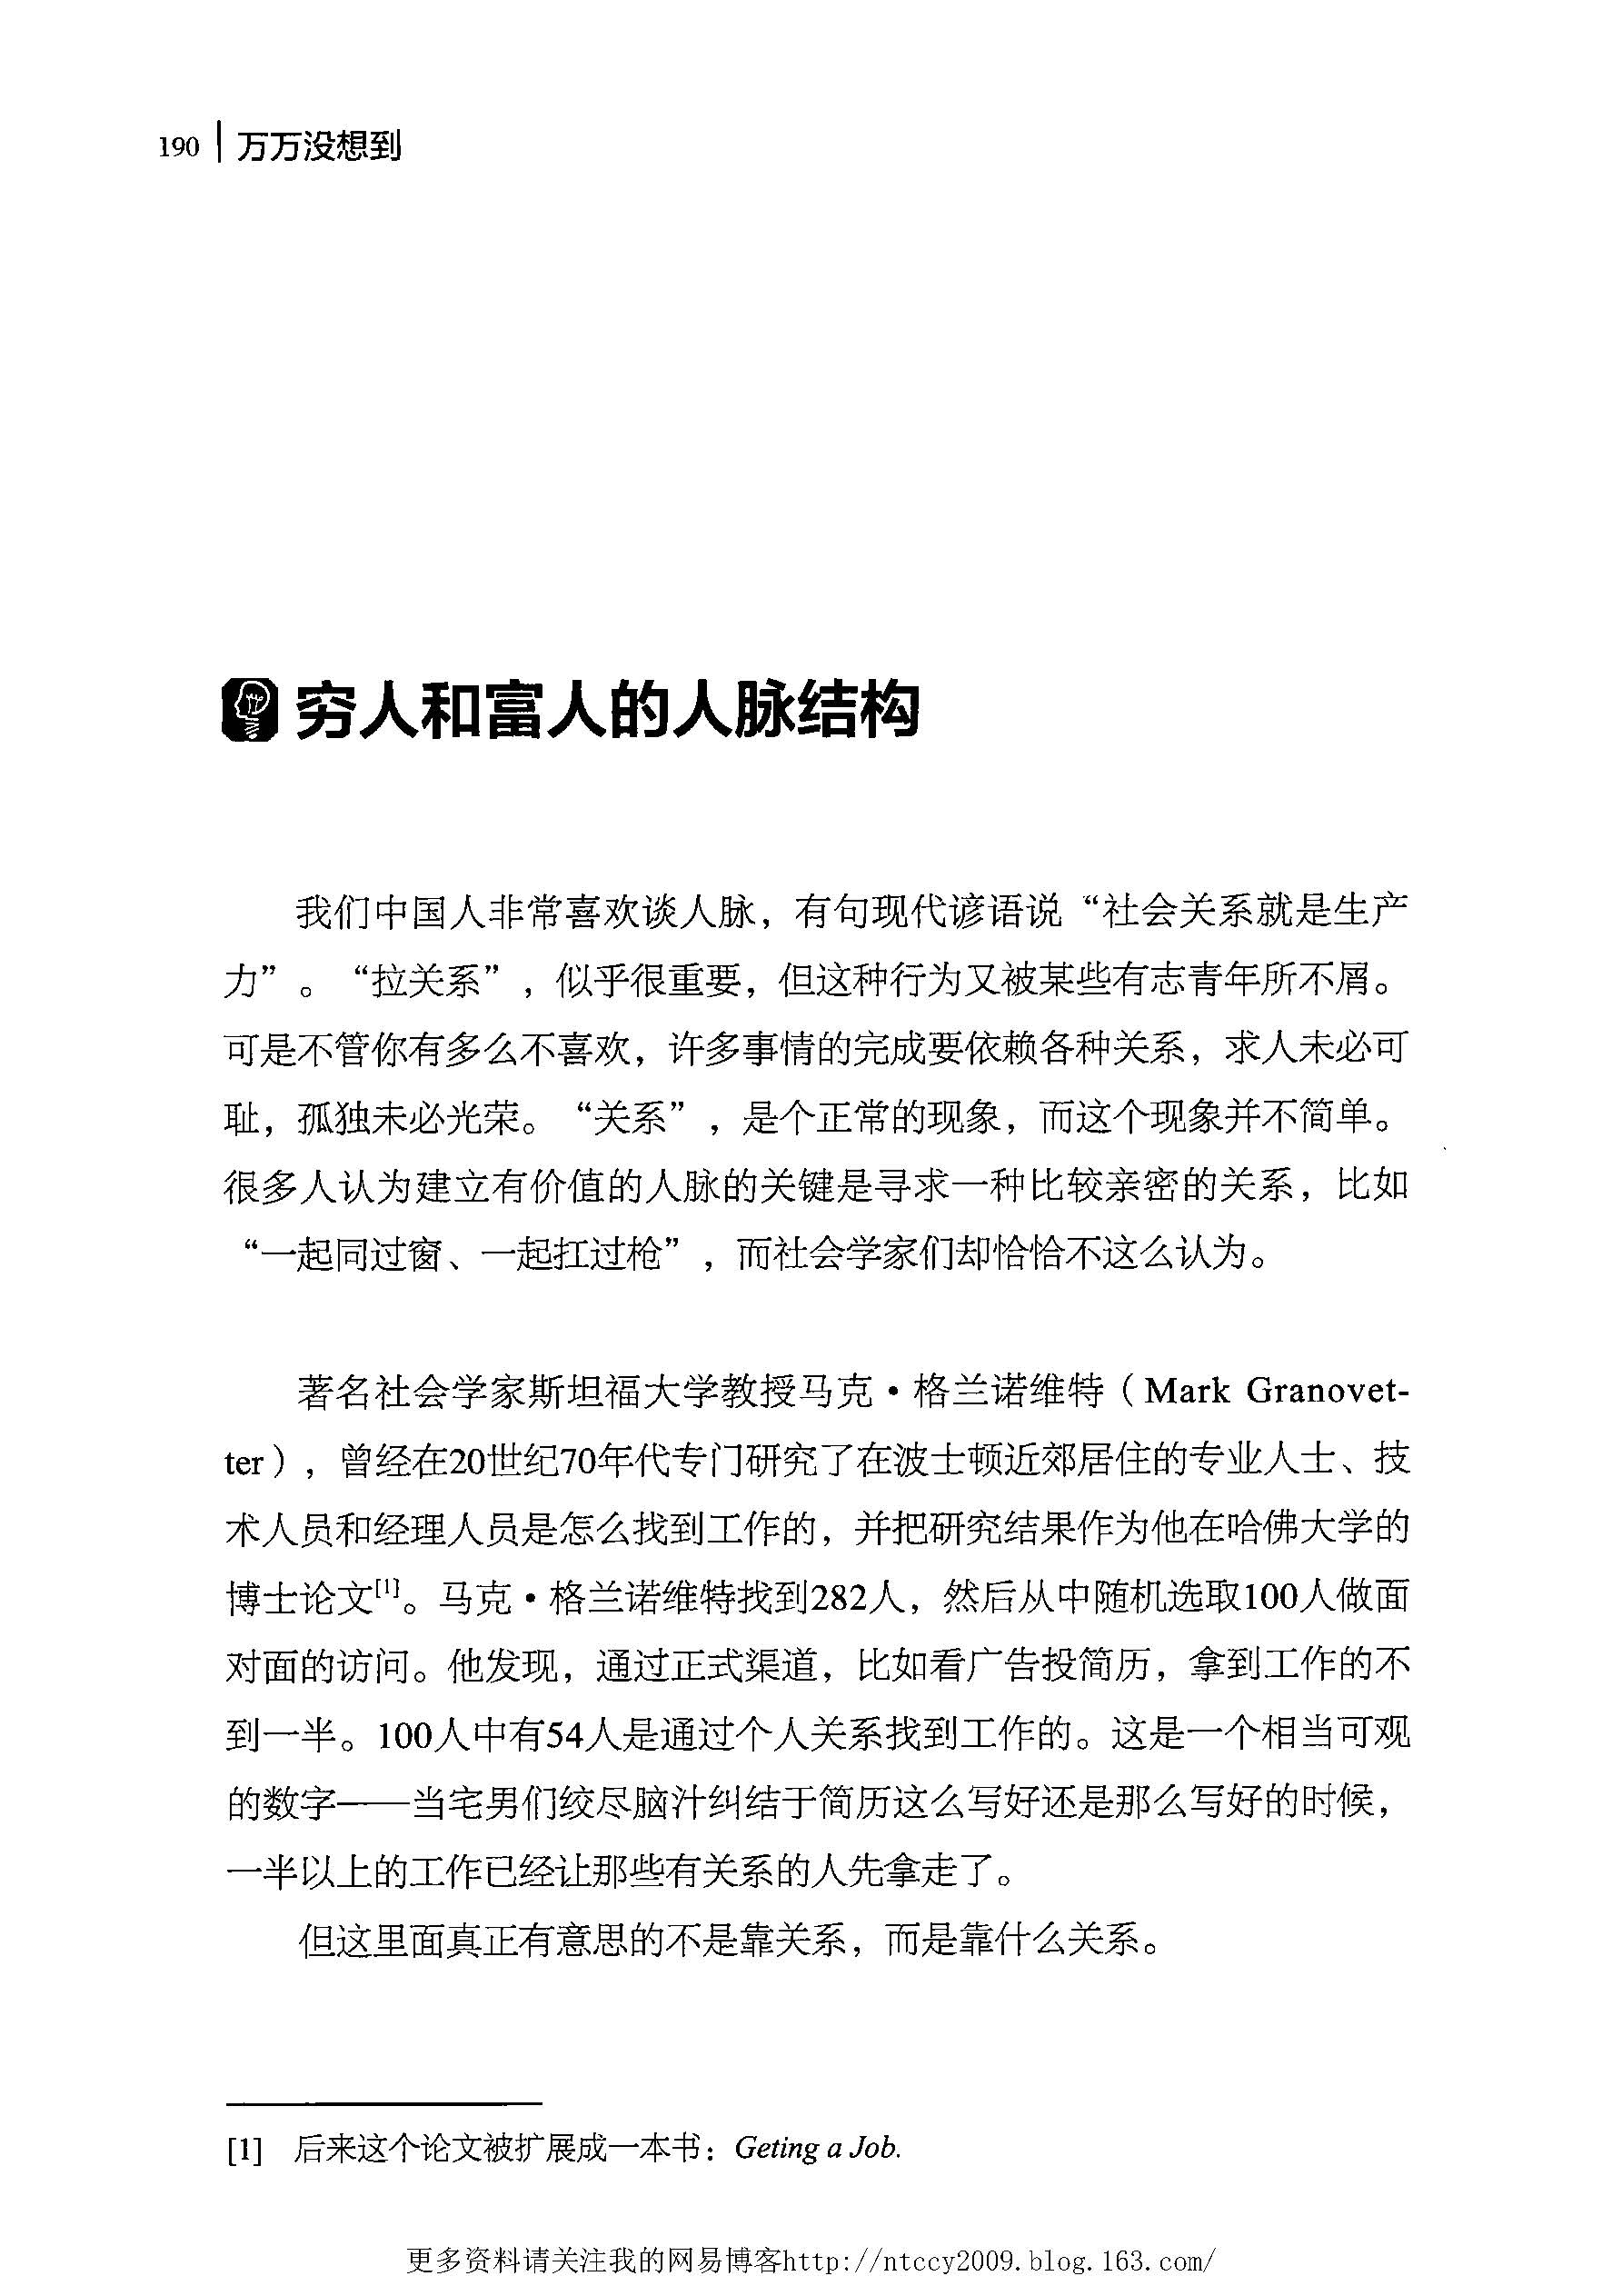 190 万万没想到
穷人和富人的人脉结构
我们中国人非常喜欢谈人脉，有句现代谚语说“社会关系就是生产
力”。“拉关系”，似乎很重要，但这种行为又被某些有志青年所不屑。
可是不管你有多么不喜欢，许多事情的完成要依赖各种关系，求人未必可
耻，孤独未必光荣。“关系”，是个正常的现象，而这个现象并不简单。
很多人认为建立有价值的人脉的关键是寻求一种比较亲密的关系，比如
“一起同过窗、一起扛过枪”，而社会学家们却恰恰不这么认为。
著名社会学家斯坦福大学教授马克·格兰诺维特（Mark Granovet-
ter），曾经在20世纪70年代专门研究了在波士顿近郊居住的专业人士、技
术人员和经理人员是怎么找到工作的，并把研究结果作为他在哈佛大学的
博士论文[1]。马克·格兰诺维特找到282人，然后从中随机选取100人做面
对面的访问。他发现，通过正式渠道，比如看广告投简历，拿到工作的不
到一半。100人中有54人是通过个人关系找到工作的。这是一个相当可观
的数字——当宅男们绞尽脑汁纠结于简历这么写好还是那么写好的时候，
一半以上的工作已经让那些有关系的人先拿走了。
但这里面真正有意思的不是靠关系，而是靠什么关系。
[1] 后来这个论文被扩展成一本书：Geting a Job.
更多资料请关注我的网易博客http://ntccy2009.blog.163.com/